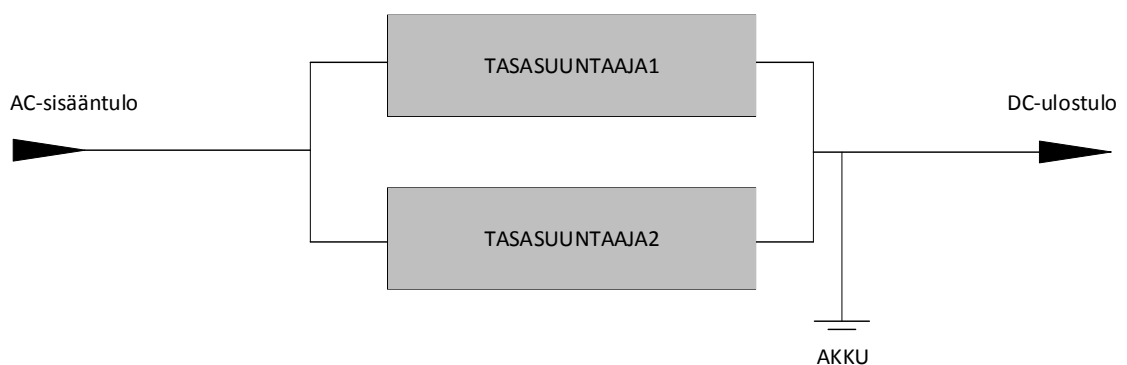 TASASUUNTAAJA1
AC-sisääntulo
DC-ulostulo
TASASUUNTAAJA2
AKKU